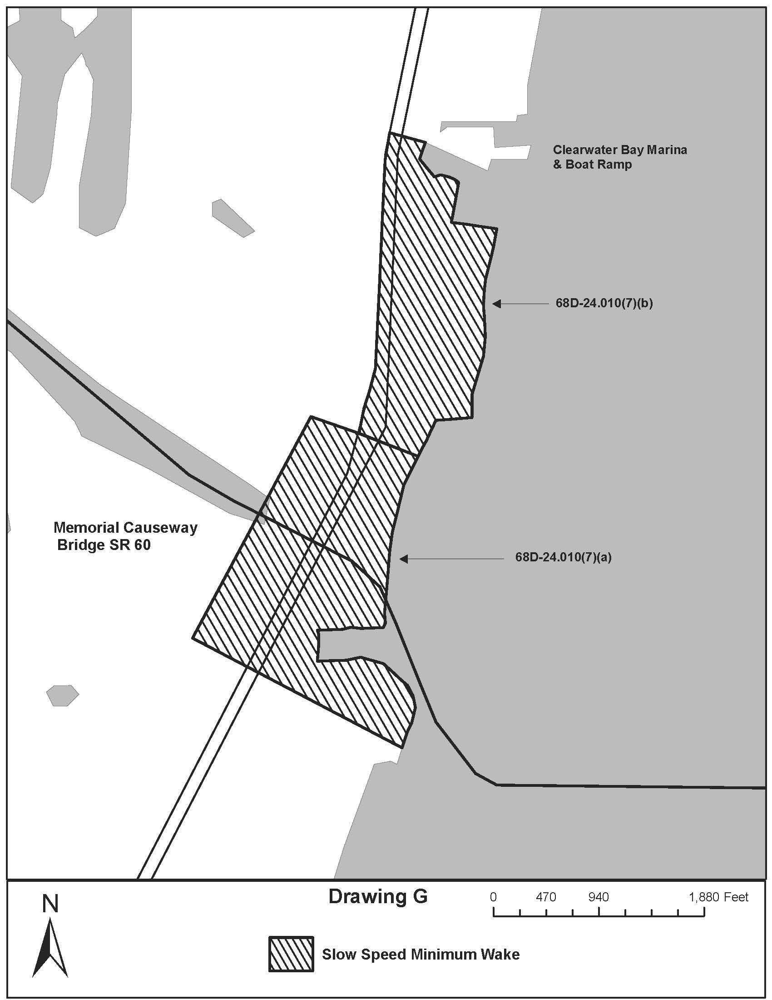 Clearwater Bay Marina
& Boat Ramp
68D-24.010(7)(b)
Memorial Causeway
Bridge SR 60
68D-24.010(7)(a)
N
Drawing G
0 470 940 1,880 Feet
Slow Speed Minimum Wake